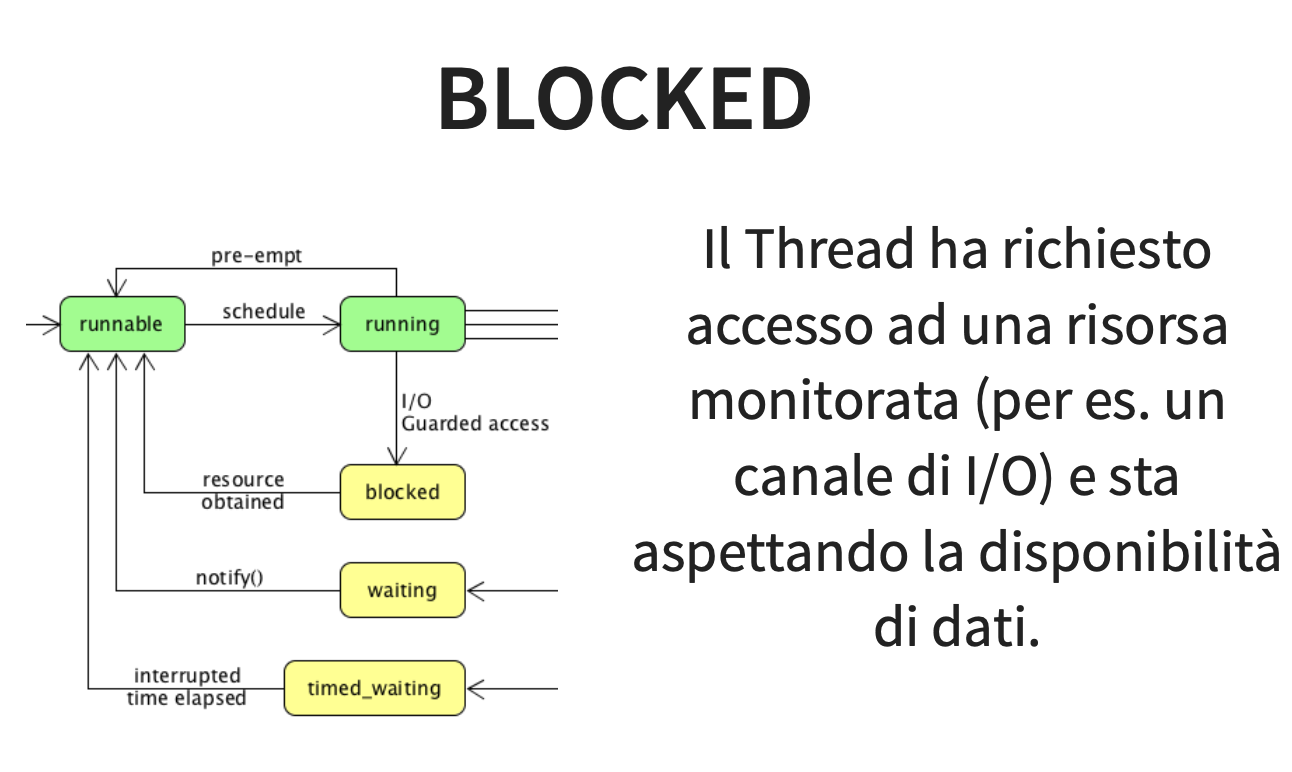 BLOCKED
pre-empt
runnable
schedule
running
I/O
Guarded access
resource
obtained
blocked
notify()
waiting
interrupted
time elapsed
timed_waiting
Il Thread ha richiesto
accesso ad una risorsa
monitorata (per es. un
canale di I/O) e sta
aspettando la disponibilità
di dati.